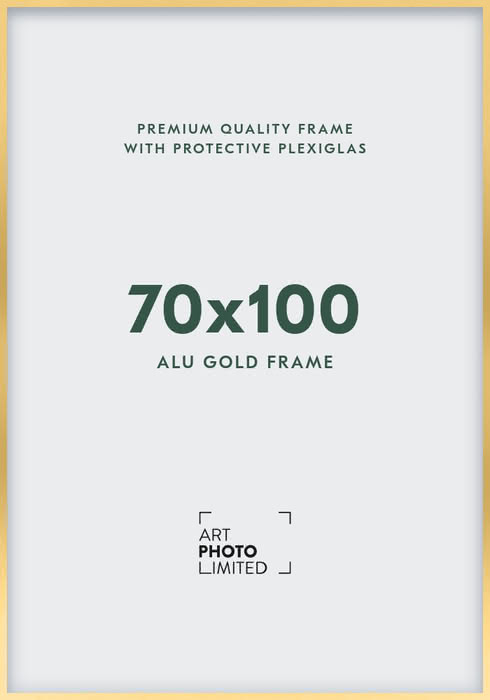 PREMIUM QUALITY FRAME
WITH PROTECTIVE PLEXIGLAS
70x100
ALU GOLD FRAME
ART
PHOTO
LIMITED